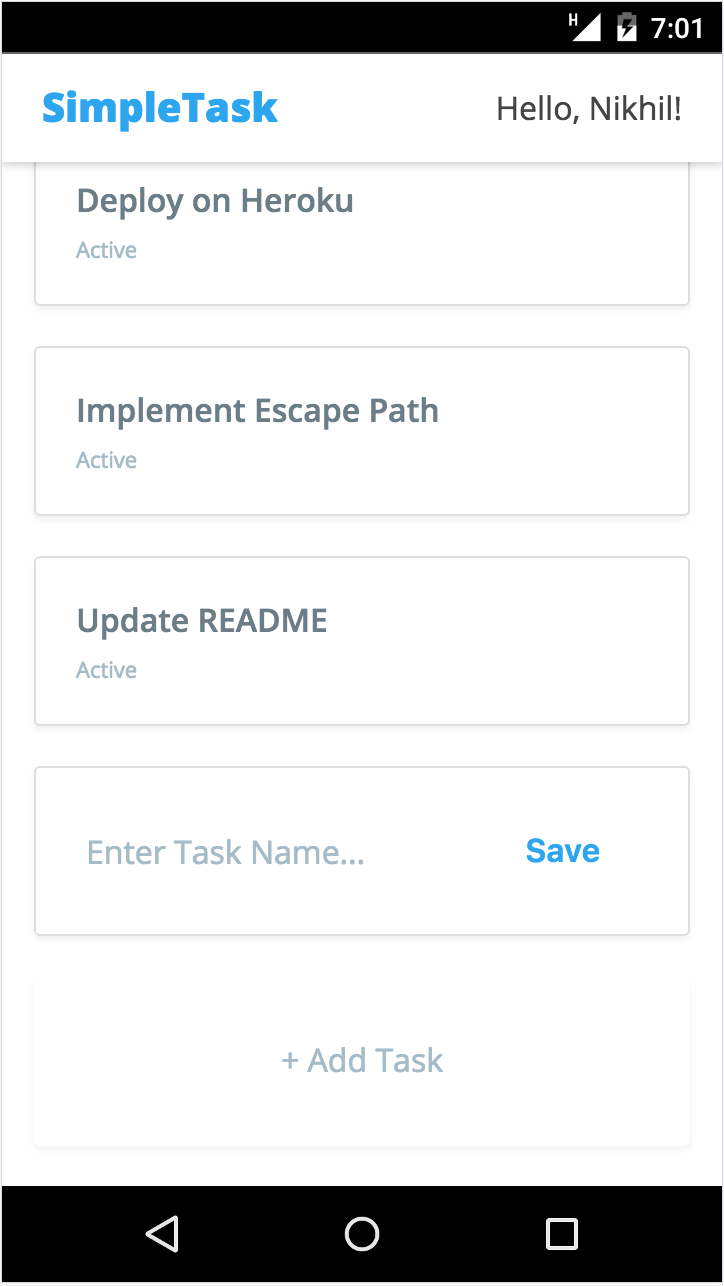 H 7:01
SimpleTask Hello, Nikhil!
Deploy on Heroku
Active
Implement Escape Path
Active
Update README
Active
Enter Task Name... Save
+ Add Task